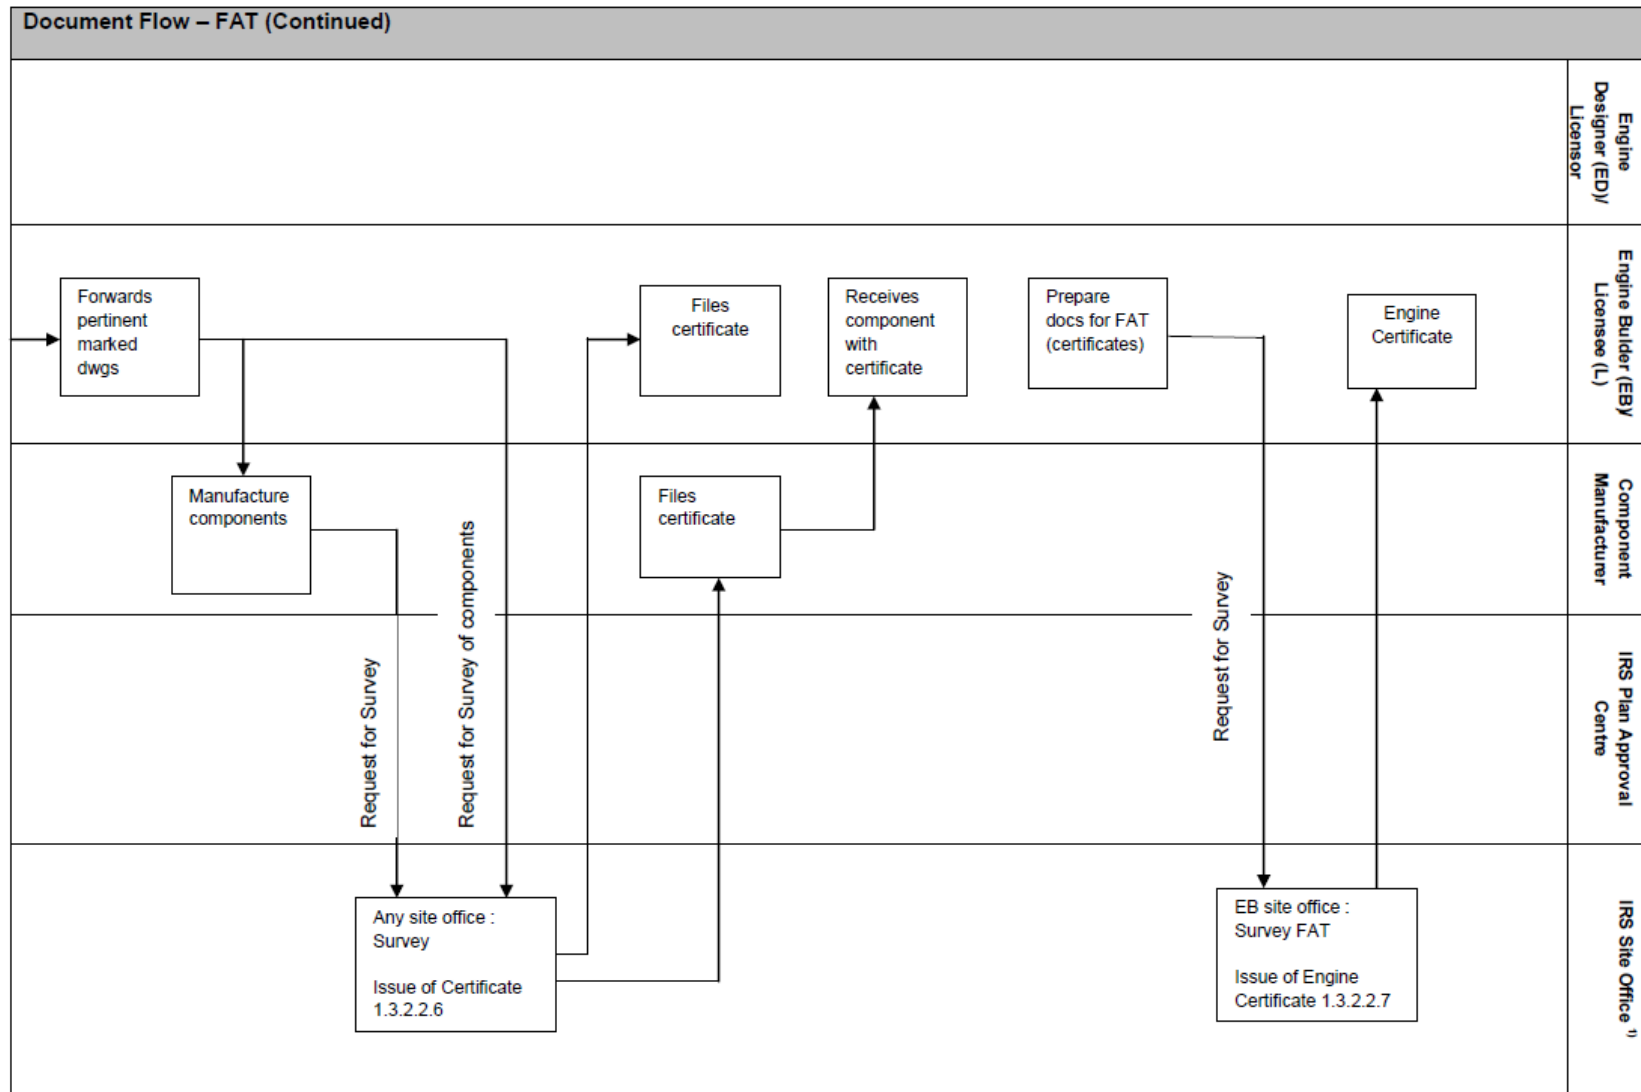 Document Flow – FAT (Continued)
Engine
Designer (ED)/
Licensor
Forwards
pertinent
marked
dwgs
Files
certificate
Receives
component
with
certificate
Prepare
docs for FAT
(certificates)
Engine
Certificate
Engine Builder (EB)/
Licensee (L)
Manufacture
components
Files
certificate
Component
Manufacturer
Request for Survey
Request for Survey of components
Request for Survey
IRS Plan Approval
Centre
Any site office :
Survey
Issue of Certificate
1.3.2.2.6
EB site office :
Survey FAT
Issue of Engine
Certificate 1.3.2.2.7
IRS Site Office 1)